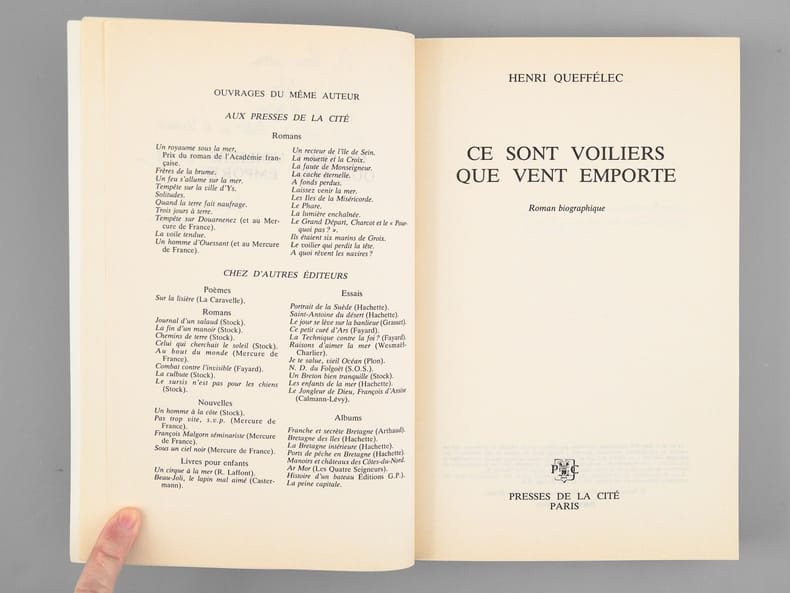 OUVRAGES DU MÊME AUTEUR
AUX PRESSES DE LA CITÉ
Romans
Un royaume sous la mer,
Prix du roman de l'Académie fran-
çaise.
Frères de la brume.
Un feu s'allume sur la mer.
Tempête sur la ville d'Ys.
Solitudes.
Quand la terre fait naufrage.
Trois jours à terre.
Tempête sur Douarnenez (et au Mer-
cure de France).
La voile tendue.
Un homme d'Ouessant (et au Mercure
de France).
Un recteur de l'île de Sein.
La mouette et la Croix.
La faute de Monseigneur.
La cache éternelle.
A fonds perdus.
Laissez venir la mer.
Les Iles de la Miséricorde.
Le Phare.
La lumière enchaînée.
Le Grand Départ, Charcot et le « Pour-
quoi pas ? ».
Ils étaient six marins de Groix.
Le voilier qui perdit la tête.
A quoi rêvent les navires ?
CHEZ D'AUTRES ÉDITEURS
Poèmes
Sur la lisière (La Caravelle).
Romans
Journal d'un salaud (Stock).
La fin d'un manoir (Stock).
Chemins de terre (Stock).
Celui qui cherchait le soleil (Stock).
Au bout du monde (Mercure de
France).
Combat contre l'invisible (Fayard).
La culbute (Stock).
Le sursis n'est pas pour les chiens
(Stock).
Nouvelles
Un homme à la côte (Stock).
Pas trop vite, s.v.p. (Mercure de
France).
François Malgorn séminariste (Mercure
de France).
Sous un ciel noir (Mercure de France).
Livres pour enfants
Un cirque à la mer (R. Laffont).
Beau-Joli, le lapin mal aimé (Caster-
mann).
Essais
Portrait de la Suède (Hachette).
Saint-Antoine du désert (Hachette).
Le jour se lève sur la banlieue (Grasset).
Ce petit curé d'Ars (Fayard).
La Technique contre la foi ? (Fayard).
Raisons d'aimer la mer (Wesmaël-
Charlier).
Je te salue, vieil Océan (Plon).
N. D. du Folgoët (S.O.S.).
Un Breton bien tranquille (Stock).
Les enfants de la mer (Hachette).
Le Jongleur de Dieu, François d'Assise
(Calmann-Lévy).
Albums
Franche et secrète Bretagne (Arthaud).
Bretagne des îles (Hachette).
La Bretagne intérieure (Hachette).
Ports de pêche en Bretagne (Hachette).
Manoirs et châteaux des Côtes-du-Nord.
Ar Mor (Les Quatre Seigneurs).
Histoire d'un bateau Éditions G.P.).
La peine capitale.
HENRI QUEFFÉLEC
CE SONT VOILIERS
QUE VENT EMPORTE
Roman biographique
P C
PRESSES DE LA CITÉ
PARIS